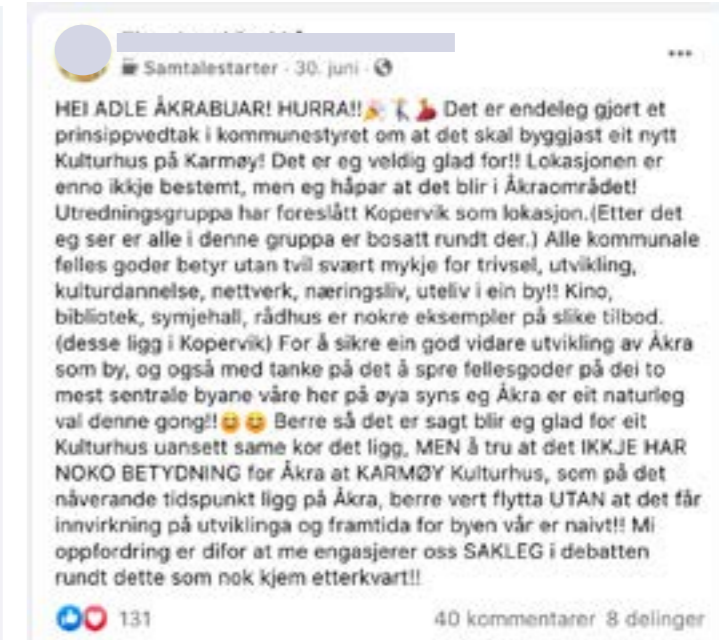 Samtalestarter · 30. juni ·
HEI ADLE ÅKRABUAR! HURRA!!🎉💃 Det er endeleg gjort et
prinsippvedtak i kommunestyret om at det skal byggjast eit nytt
Kulturhus på Karmøy! Det er eg veldig glad for!! Lokasjonen er
enno ikkje bestemt, men eg håpar at det blir i Åkraområdet!
Utredningsgruppa har foreslått Kopervik som lokasjon.(Etter det
eg ser er alle i denne gruppa er bosatt rundt der.) Alle kommunale
felles goder betyr utan tvil svært mykje for trivsel, utvikling,
kulturdannelse, nettverk, næringsliv, uteliv i ein by!! Kino,
bibliotek, symjehall, rådhus er nokre eksempler på slike tilbod.
(desse ligg i Kopervik) For å sikre ein god vidare utvikling av Åkra
som by, og også med tanke på det å spre fellesgoder på dei to
mest sentrale byane våre her på øya syns eg Åkra er eit naturleg
val denne gong!!😊😊 Berre så det er sagt blir eg glad for eit
Kulturhus uansett same kor det ligg, MEN å tru at det IKKJE HAR
NOKO BETYDNING for Åkra at KARMØY Kulturhus, som på det
nåverande tidspunkt ligg på Åkra, berre vert flytta UTAN at det får
innvirkning på utviklinga og framtida for byen vår er naivt!! Mi
oppfordring er difor at me engasjerer oss SAKLEG i debatten
rundt dette som nok kjem etterkvart!!
131
40 kommentarer 8 delinger